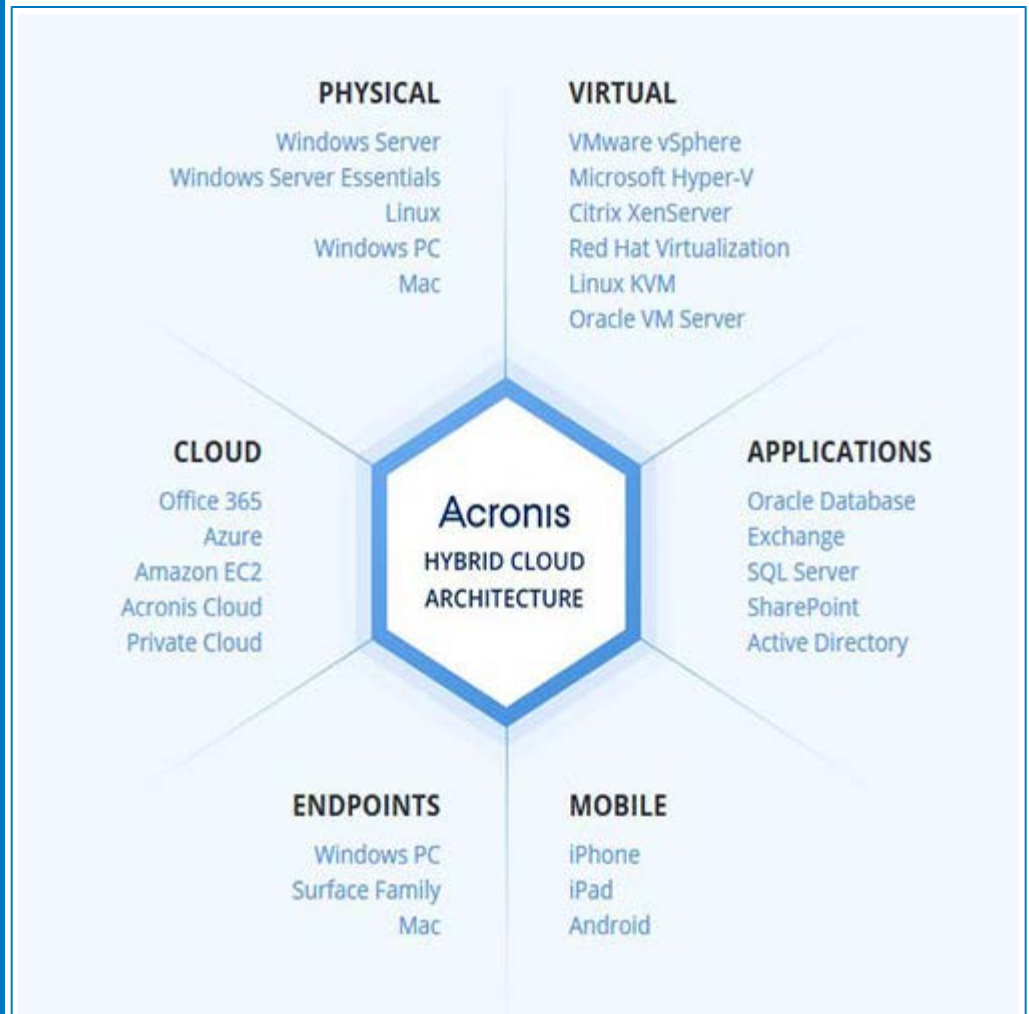 PHYSICAL
Windows Server
Windows Server Essentials
Linux
Windows PC
Mac
VIRTUAL
VMware vSphere
Microsoft Hyper-V
Citrix XenServer
Red Hat Virtualization
Linux KVM
Oracle VM Server
CLOUD
Office 365
Azure
Amazon EC2
Acronis Cloud
Private Cloud
Acronis
HYBRID CLOUD
ARCHITECTURE
APPLICATIONS
Oracle Database
Exchange
SQL Server
SharePoint
Active Directory
ENDPOINTS
Windows PC
Surface Family
Mac
MOBILE
iPhone
iPad
Android